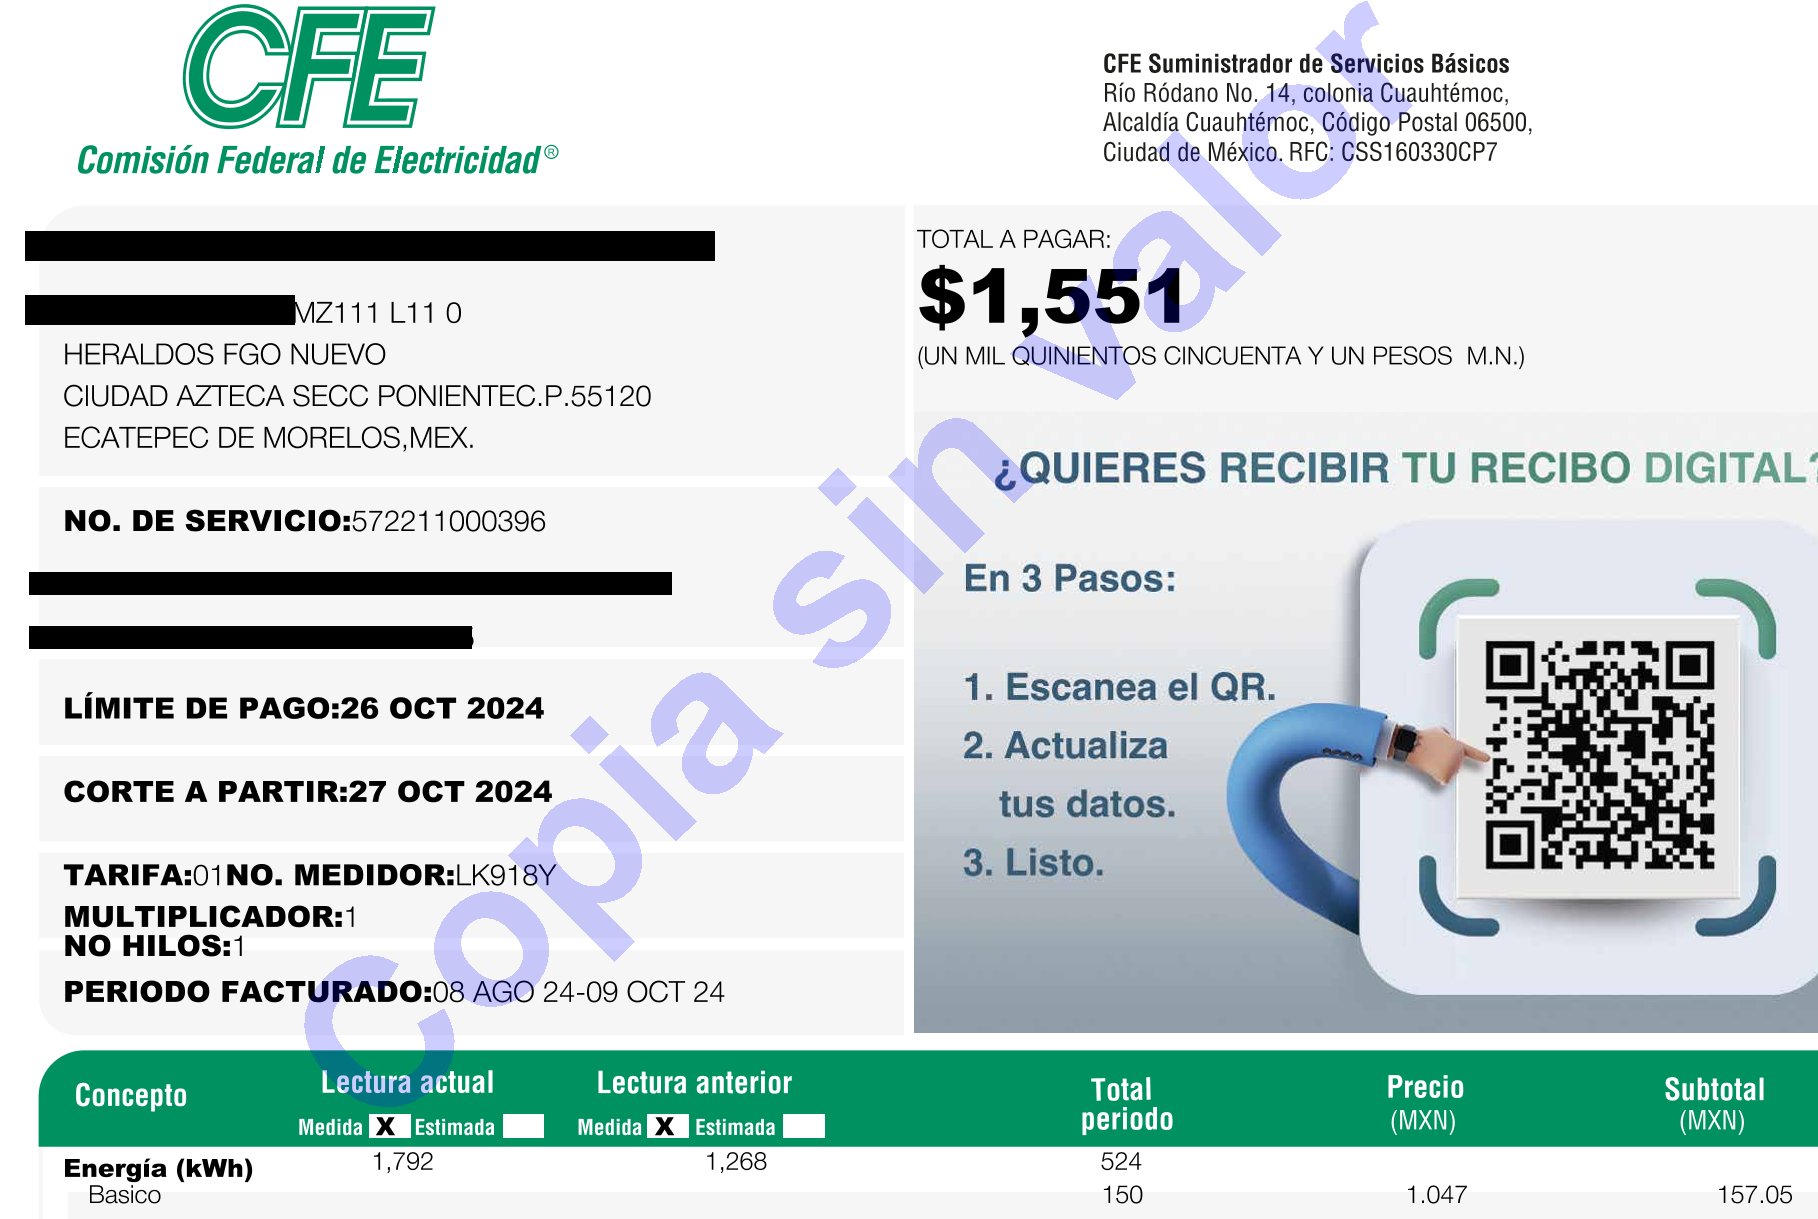 CFE
Comisión Federal de Electricidad®
CFE Suministrador de Servicios Básicos
Río Ródano No. 14, colonia Cuauhtémoc,
Alcaldía Cuauhtémoc, Código Postal 06500,
Ciudad de México. RFC: CSS160330CP7
MZ111 L11 0
HERALDOS FGO NUEVO
CIUDAD AZTECA SECC PONIENTEC.P.55120
ECATEPEC DE MORELOS,MEX.
NO. DE SERVICIO:572211000396
LÍMITE DE PAGO:26 OCT 2024
CORTE A PARTIR:27 OCT 2024
TARIFA:01NO. MEDIDOR:LK918Y
MULTIPLICADOR:1
NO HILOS:1
PERIODO FACTURADO:08 AGO 24-09 OCT 24
TOTAL A PAGAR:
$1,551
(UN MIL QUINIENTOS CINCUENTA Y UN PESOS M.N.)
¿QUIERES RECIBIR TU RECIBO DIGITAL?
En 3 Pasos:
1. Escanea el QR.
2. Actualiza
tus datos.
3. Listo.
Copia sin valor
Concepto Lectura actual Lectura anterior Total periodo Precio (MXN) Subtotal (MXN)
Medida X Estimada Medida X Estimada
Energía (kWh) 1,792 1,268 524
Basico 150 1.047 157.05